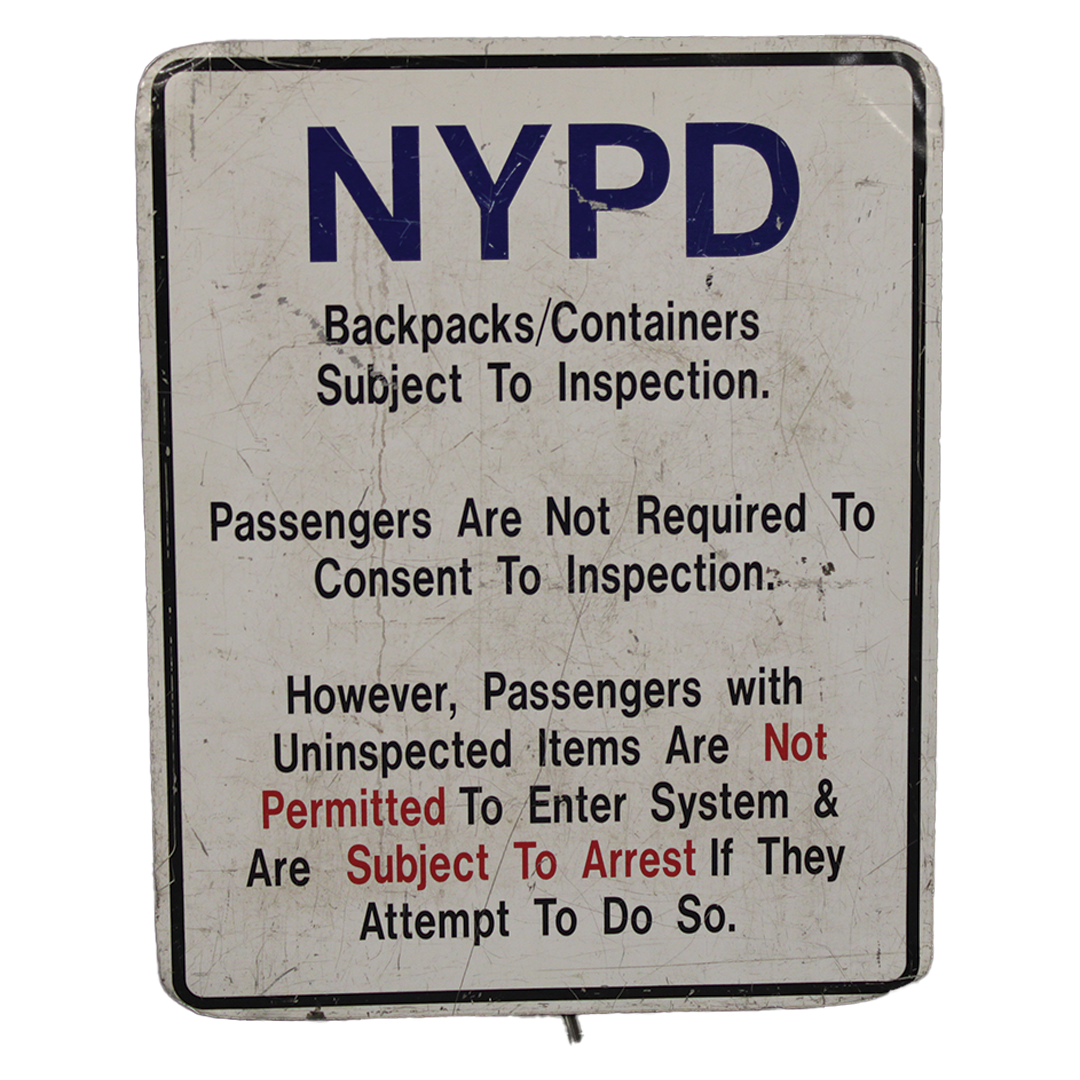 NYPD
Backpacks/Containers
Subject To Inspection.
Passengers Are Not Required To
Consent To Inspection.
However, Passengers with
Uninspected Items Are Not
Permitted To Enter System &
Are Subject To Arrest If They
Attempt To Do So.